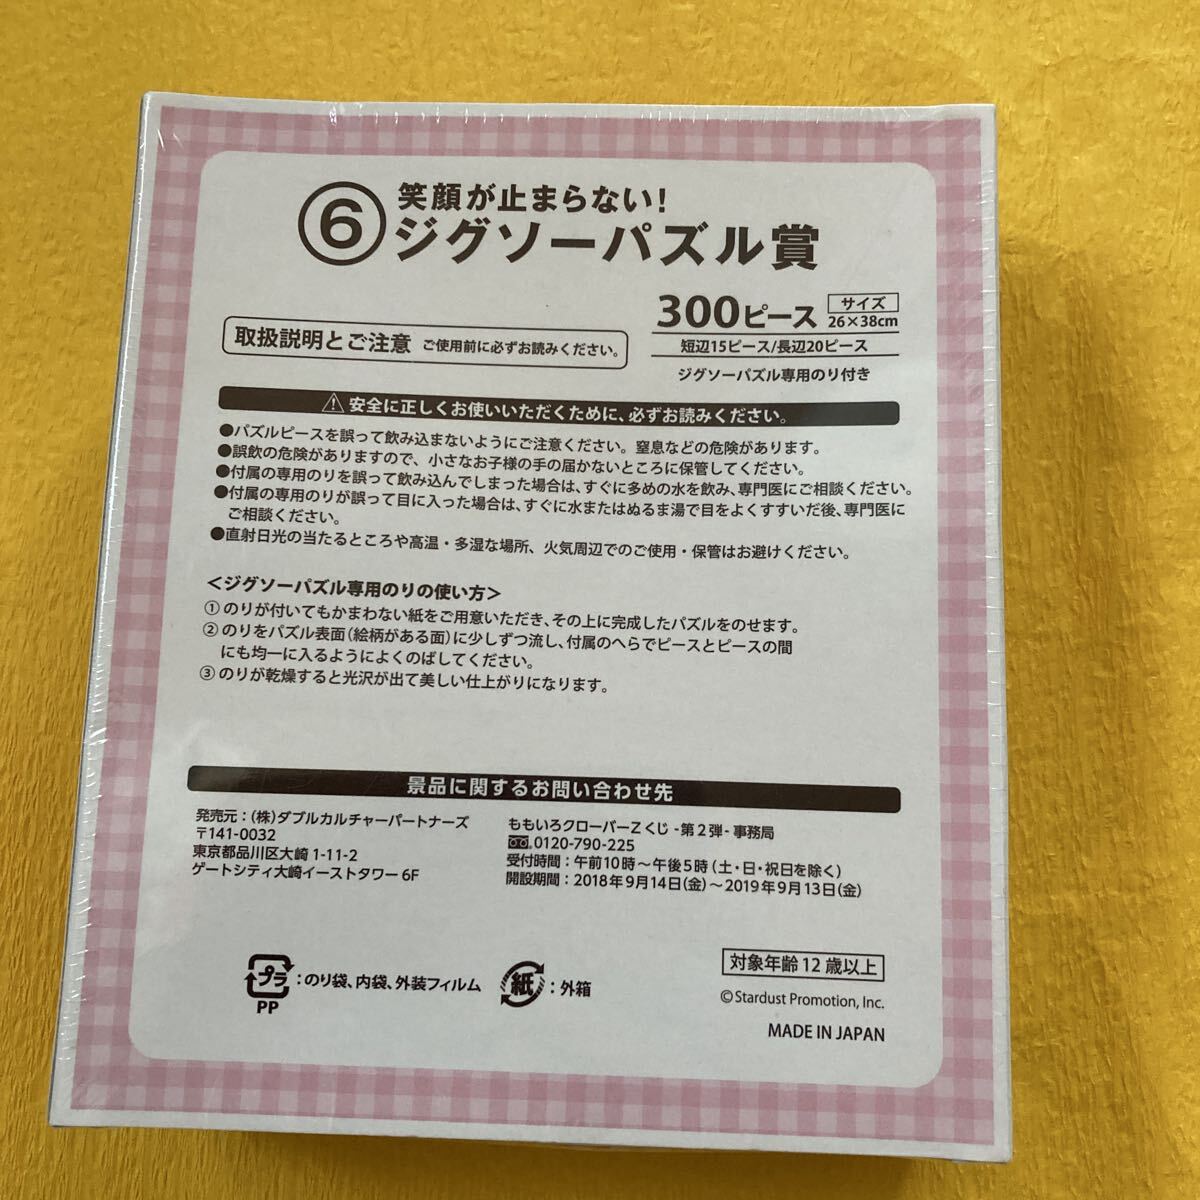 ⑥
笑顔が止まらない!
ジグソーパズル賞
300ピース
サイズ
26×38cm
短辺15ピース/長辺20ピース
ジグソーパズル専用のり付き
取扱説明とご注意 ご使用前に必ずお読みください。
⚠安全に正しくお使いいただくために、必ずお読みください。
●パズルピースを誤って飲み込まないようにご注意ください。窒息などの危険があります。
●誤飲の危険がありますので、小さなお子様の手の届かないところに保管してください。
●付属の専用のりを誤って飲み込んでしまった場合は、すぐに多めの水を飲み、専門医にご相談ください。
●付属の専用のりが誤って目に入った場合は、すぐに水またはぬるま湯で目をよくすすいだ後、専門医に
ご相談ください。
●直射日光の当たるところや高温・多湿な場所、火気周辺でのご使用・保管はお避けください。
＜ジグソーパズル専用のりの使い方＞
① のりが付いてもかまわない紙をご用意いただき、その上に完成したパズルをのせます。
② のりをパズル表面（絵柄がある面）に少しずつ流し、付属のへらでピースとピースの間
にも均一に入るようによくのばしてください。
③ のりが乾燥すると光沢が出て美しい仕上がりになります。
景品に関するお問い合わせ先
発売元：（株）ダブルカルチャーパートナーズ
〒141-0032
東京都品川区大崎 1-11-2
ゲートシティ大崎イーストタワー 6F
ももいろクローバーZくじ -第２弾- 事務局
0120-790-225
受付時間：午前10時～午後5時（土・日・祝日を除く）
開設期間：2018年9月14日(金)～2019年9月13日(金)
プラ
PP
：のり袋、内袋、外装フィルム
紙
：外箱
対象年齢 12 歳以上
©Stardust Promotion, Inc.
MADE IN JAPAN